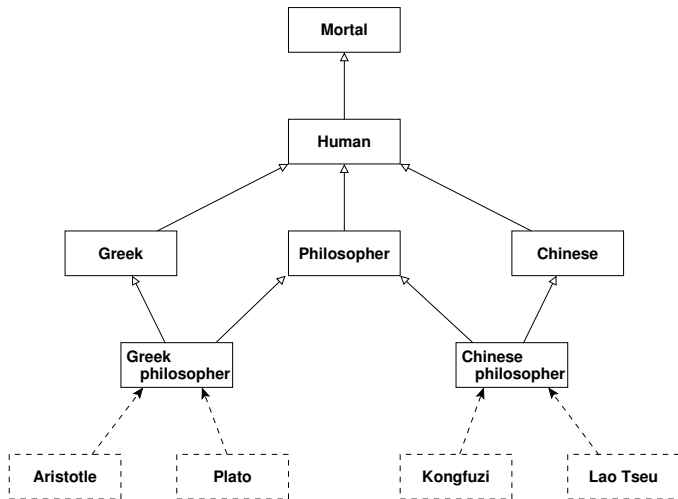 Mortal
Human
Greek
Philosopher
Chinese
Greek
philosopher
Chinese
philosopher
Aristotle
Plato
Kongfuzi
Lao Tseu